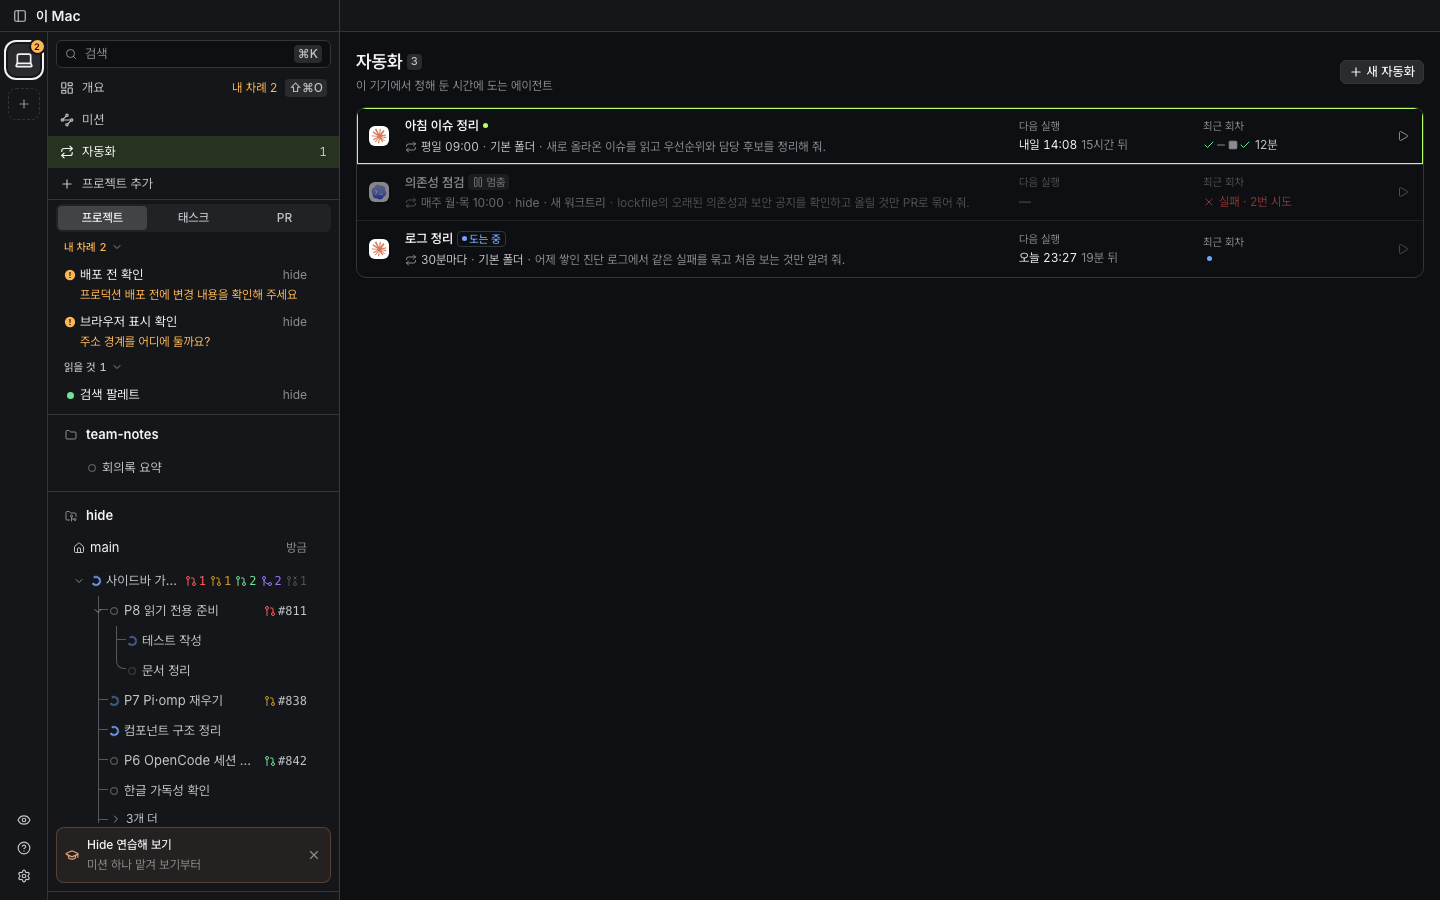 이 Mac
2
검색 ⌘K
개요 내 차례 2 ⇧⌘O
미션
자동화 1
프로젝트 추가
프로젝트 태스크 PR
내 차례 2
배포 전 확인 hide
프로덕션 배포 전에 변경 내용을 확인해 주세요
브라우저 표시 확인 hide
주소 경계를 어디에 둘까요?
읽을 것 1
검색 팔레트 hide
team-notes
회의록 요약
hide
main 방금
사이드바 가... 1 1 2 2 1
P8 읽기 전용 준비 #811
테스트 작성
문서 정리
P7 Pi·omp 재우기 #838
컴포넌트 구조 정리
P6 OpenCode 세션 ... #842
한글 가독성 확인
3개 더
Hide 연습해 보기
미션 하나 맡겨 보기부터
자동화 3
이 기기에서 정해 둔 시간에 도는 에이전트
+ 새 자동화
아침 이슈 정리 다음 실행 최근 회차
평일 09:00 · 기본 폴더 · 새로 올라온 이슈를 읽고 우선순위와 담당 후보를 정리해 줘. 내일 14:08 15시간 뒤 12분
의존성 점검 멈춤 다음 실행 최근 회차
매주 월·목 10:00 · hide · 새 워크트리 · lockfile의 오래된 의존성과 보안 공지를 확인하고 올릴 것만 PR로 묶어 줘. — 실패 · 2번 시도
로그 정리 도는 중 다음 실행 최근 회차
30분마다 · 기본 폴더 · 어제 쌓인 진단 로그에서 같은 실패를 묶고 처음 보는 것만 알려 줘. 오늘 23:27 19분 뒤